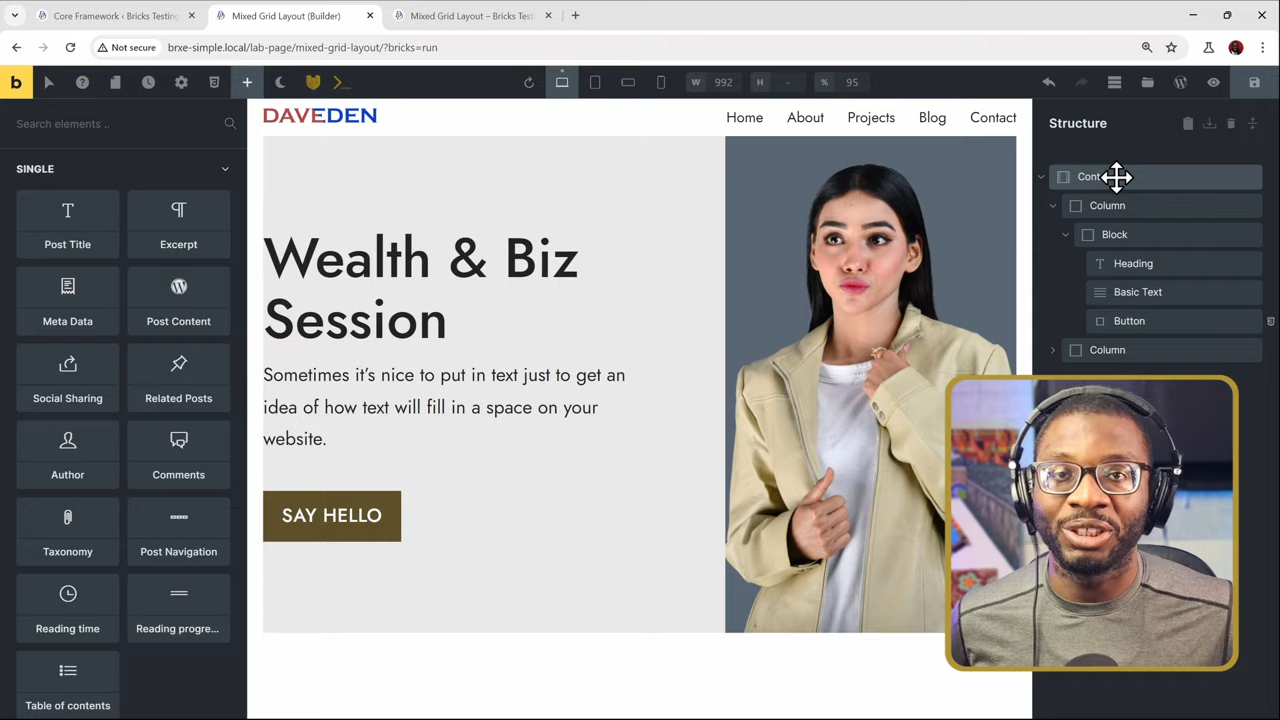 Core Framework ‹ Bricks Testing
Mixed Grid Layout (Builder)
Mixed Grid Layout – Bricks Testi
Not secure
brxe-simple.local/lab-page/mixed-grid-layout/?bricks=run
b
W 992 H - % 95
Search elements ..
SINGLE
Post Title
Excerpt
Meta Data
Post Content
Social Sharing
Related Posts
Author
Comments
Taxonomy
Post Navigation
Reading time
Reading progre...
Table of contents
DAVEDEN
Home About Projects Blog Contact
Wealth & Biz
Session
Sometimes it’s nice to put in text just to get an
idea of how text will fill in a space on your
website.
SAY HELLO
Structure
Cont
Column
Block
Heading
Basic Text
Button
Column